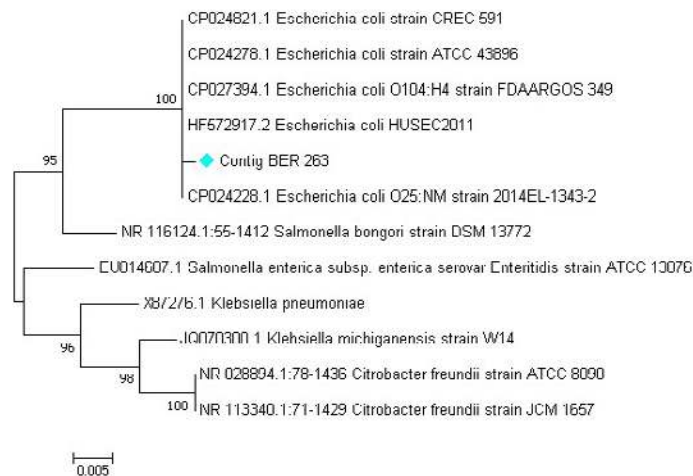 CP024821.1 Escherichia coli strain CREC 591
CP024278.1 Escherichia coli strain ATCC 43896
CP027394.1 Escherichia coli O104:H4 strain FDAARGOS 349
100
HF572917.2 Escherichia coli HUSEC2011
95
Contig BER 263
CP024228.1 Escherichia coli O25:NM strain 2014EL-1343-2
NR 116124.1:55-1412 Salmonella bongori strain DSM 13772
EU014607.1 Salmonella enterica subsp. enterica serovar Enteritidis strain ATCC 13076
X87276.1 Klebsiella pneumoniae
96
JQ070300.1 Klebsiella michiganensis strain W14
98
NR 028894.1:78-1436 Citrobacter freundii strain ATCC 8090
100
NR 113340.1:71-1429 Citrobacter freundii strain JCM 1657
0.005